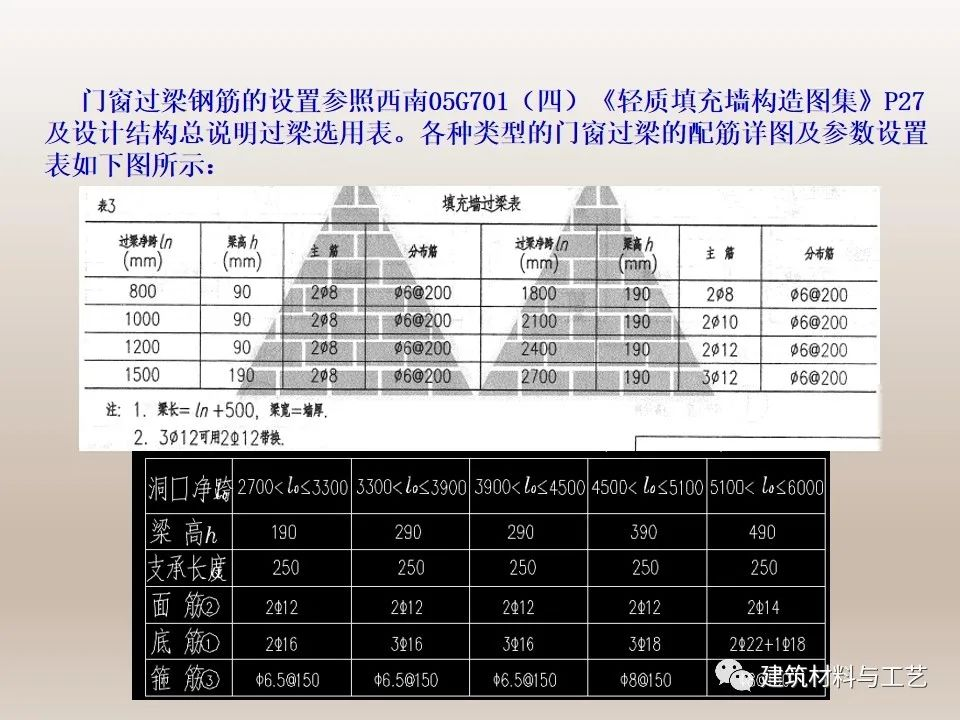 门窗过梁钢筋的设置参照西南05G701（四）《轻质填充墙构造图集》P27
及设计结构总说明过梁选用表。各种类型的门窗过梁的配筋详图及参数设置
表如下图所示：
表3 填充墙过梁表
过梁净跨ln (mm) 梁高h (mm) 主筋 分布筋 过梁净跨ln (mm) 梁高h (mm) 主筋 分布筋
800 90 2ϕ8 ϕ6@200 1800 190 2ϕ8 ϕ6@200
1000 90 2ϕ8 ϕ6@200 2100 190 2ϕ10 ϕ6@200
1200 90 2ϕ8 ϕ6@200 2400 190 2ϕ12 ϕ6@200
1500 190 2ϕ8 ϕ6@200 2700 190 3ϕ12 ϕ6@200
注: 1. 梁长=ln+500, 梁宽=墙厚.
2. 3ϕ12可用2Φ12带换.
洞口净跨l₀ 2700<l₀≤3300 3300<l₀≤3900 3900<l₀≤4500 4500<l₀≤5100 5100<l₀≤6000
梁高h 190 290 290 390 490
支承长度a 250 250 250 250 250
面筋② 2Φ12 2Φ12 2Φ12 2Φ12 2Φ14
底筋① 2Φ16 3Φ16 3Φ16 3Φ18 2Φ22+1Φ18
箍筋③ Φ6.5@150 Φ6.5@150 Φ6.5@150 Φ8@150
建筑材料与工艺